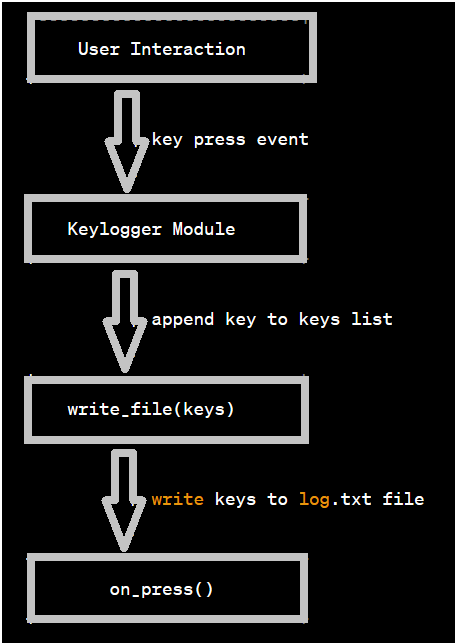 User Interaction
key press event
Keylogger Module
append key to keys list
write_file(keys)
write keys to log.txt file
on_press()